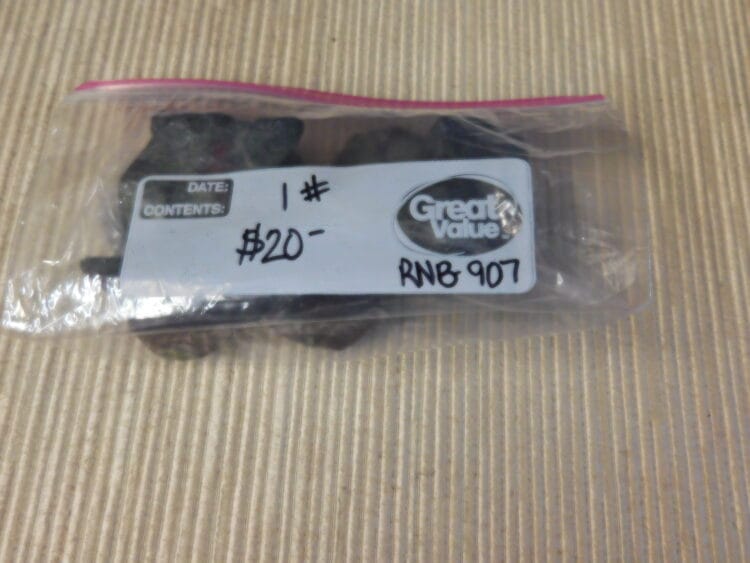 DATE:
CONTENTS:
1 #
$20-
Great
Value
RNB 907